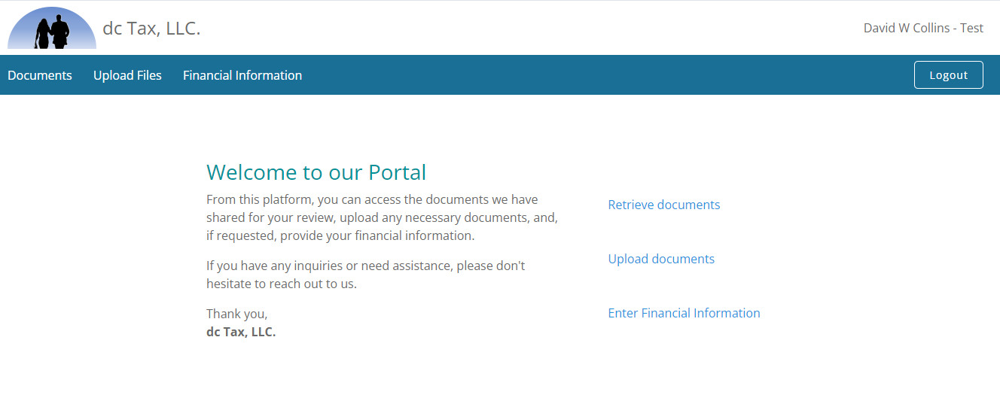 dc Tax, LLC.
David W Collins - Test
Documents
Upload Files
Financial Information
Logout
Welcome to our Portal
From this platform, you can access the documents we have
shared for your review, upload any necessary documents, and,
if requested, provide your financial information.
If you have any inquiries or need assistance, please don't
hesitate to reach out to us.
Thank you,
dc Tax, LLC.
Retrieve documents
Upload documents
Enter Financial Information